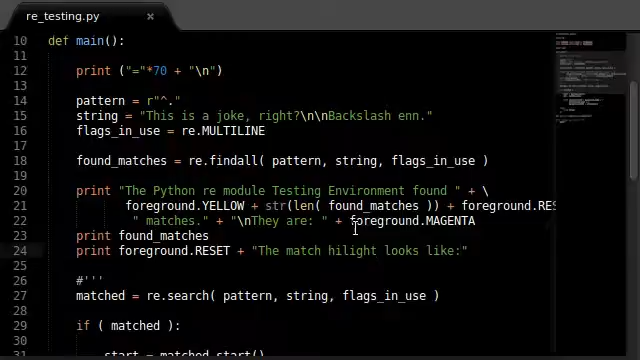 re_testing.py ×
10 def main():
11
12 print ("="*70 + "\n")
13
14 pattern = r"^."
15 string = "This is a joke, right?\n\nBackslash enn."
16 flags_in_use = re.MULTILINE
17
18 found_matches = re.findall( pattern, string, flags_in_use )
19
20 print "The Python re module Testing Environment found " + \
21 foreground.YELLOW + str(len( found_matches )) + foreground.RES
22 " matches." + "\nThey are: " + foreground.MAGENTA
23 print found_matches
24 print foreground.RESET + "The match hilight looks like:"
25
26 #'''
27 matched = re.search( pattern, string, flags_in_use )
28
29 if ( matched ):
30
31 start = matched.start()